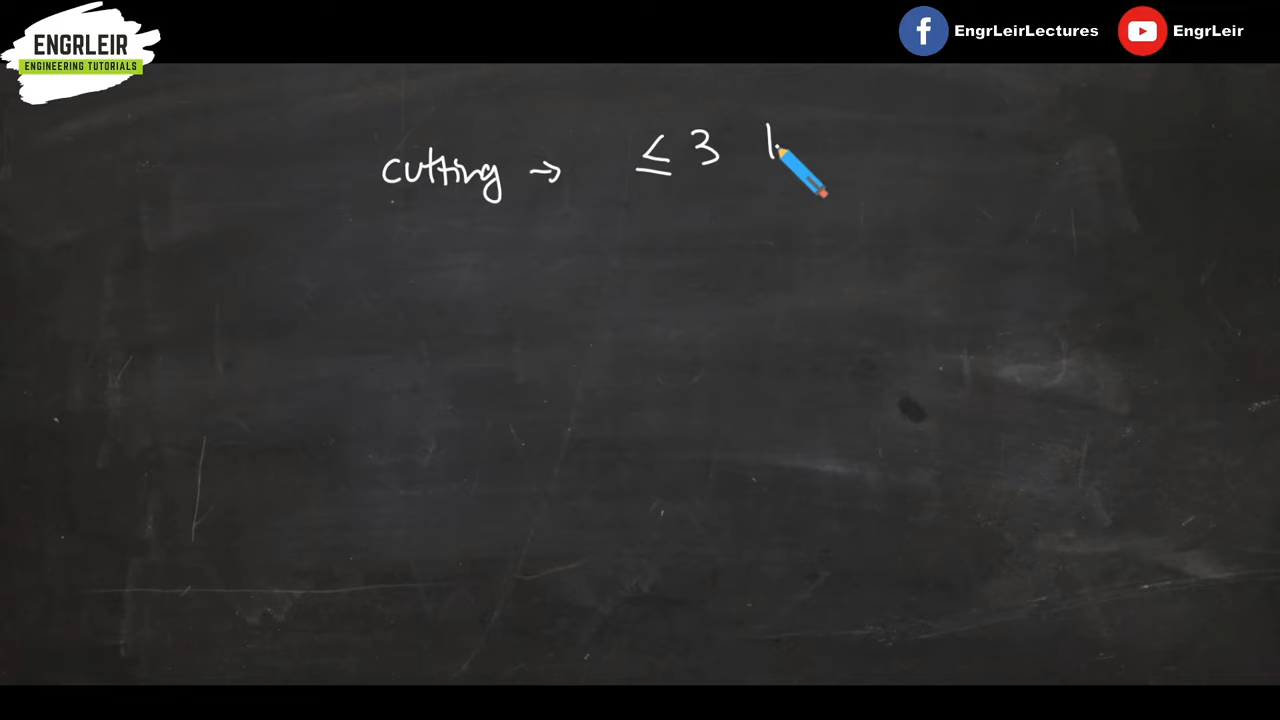 ENGRLEIR
ENGINEERING TUTORIALS
EngrLeirLectures
EngrLeir
cutting → ≤ 3